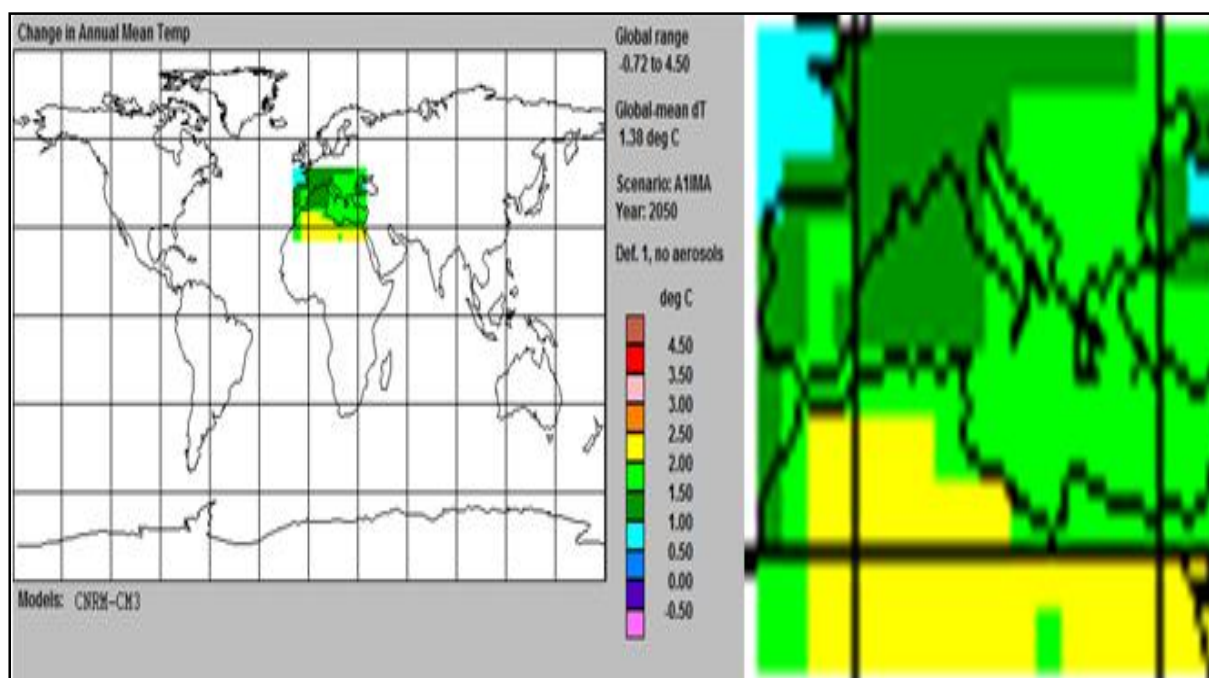 Change in Annual Mean Temp
Global range
-0.72 to 4.50
Global-mean dT
1.38 deg C
Scenario: A1IMA
Year: 2050
Def. 1, no aerosols
deg C
4.50
3.50
3.00
2.50
2.00
1.50
1.00
0.50
0.00
-0.50
Models: CNRM-CM3